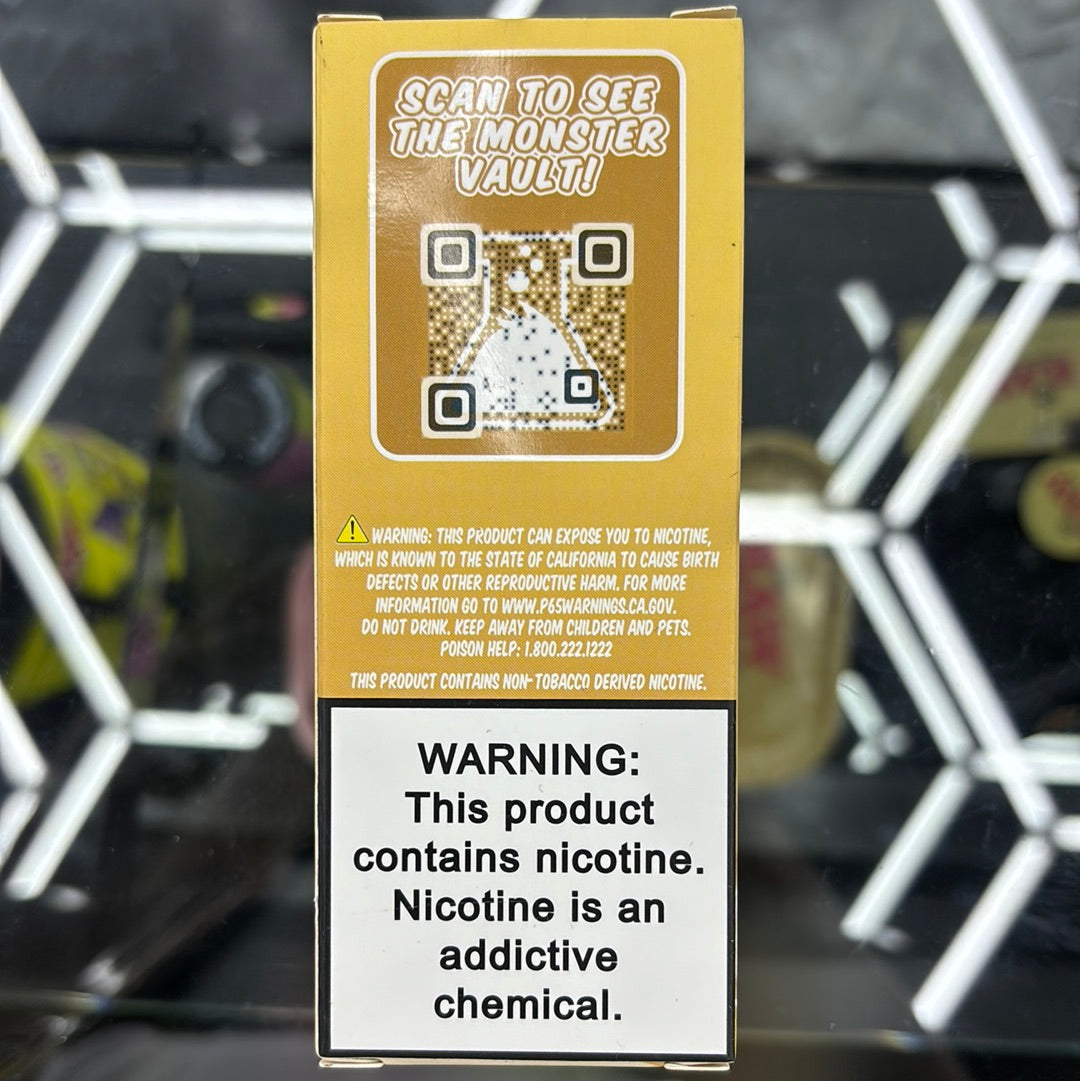 SCAN TO SEE
THE MONSTER
VAULT!
WARNING: THIS PRODUCT CAN EXPOSE YOU TO NICOTINE,
WHICH IS KNOWN TO THE STATE OF CALIFORNIA TO CAUSE BIRTH
DEFECTS OR OTHER REPRODUCTIVE HARM. FOR MORE
INFORMATION GO TO WWW.P65WARNINGS.CA.GOV.
DO NOT DRINK. KEEP AWAY FROM CHILDREN AND PETS.
POISON HELP: 1.800.222.1222
THIS PRODUCT CONTAINS NON-TOBACCO DERIVED NICOTINE.
WARNING:
This product
contains nicotine.
Nicotine is an
addictive
chemical.